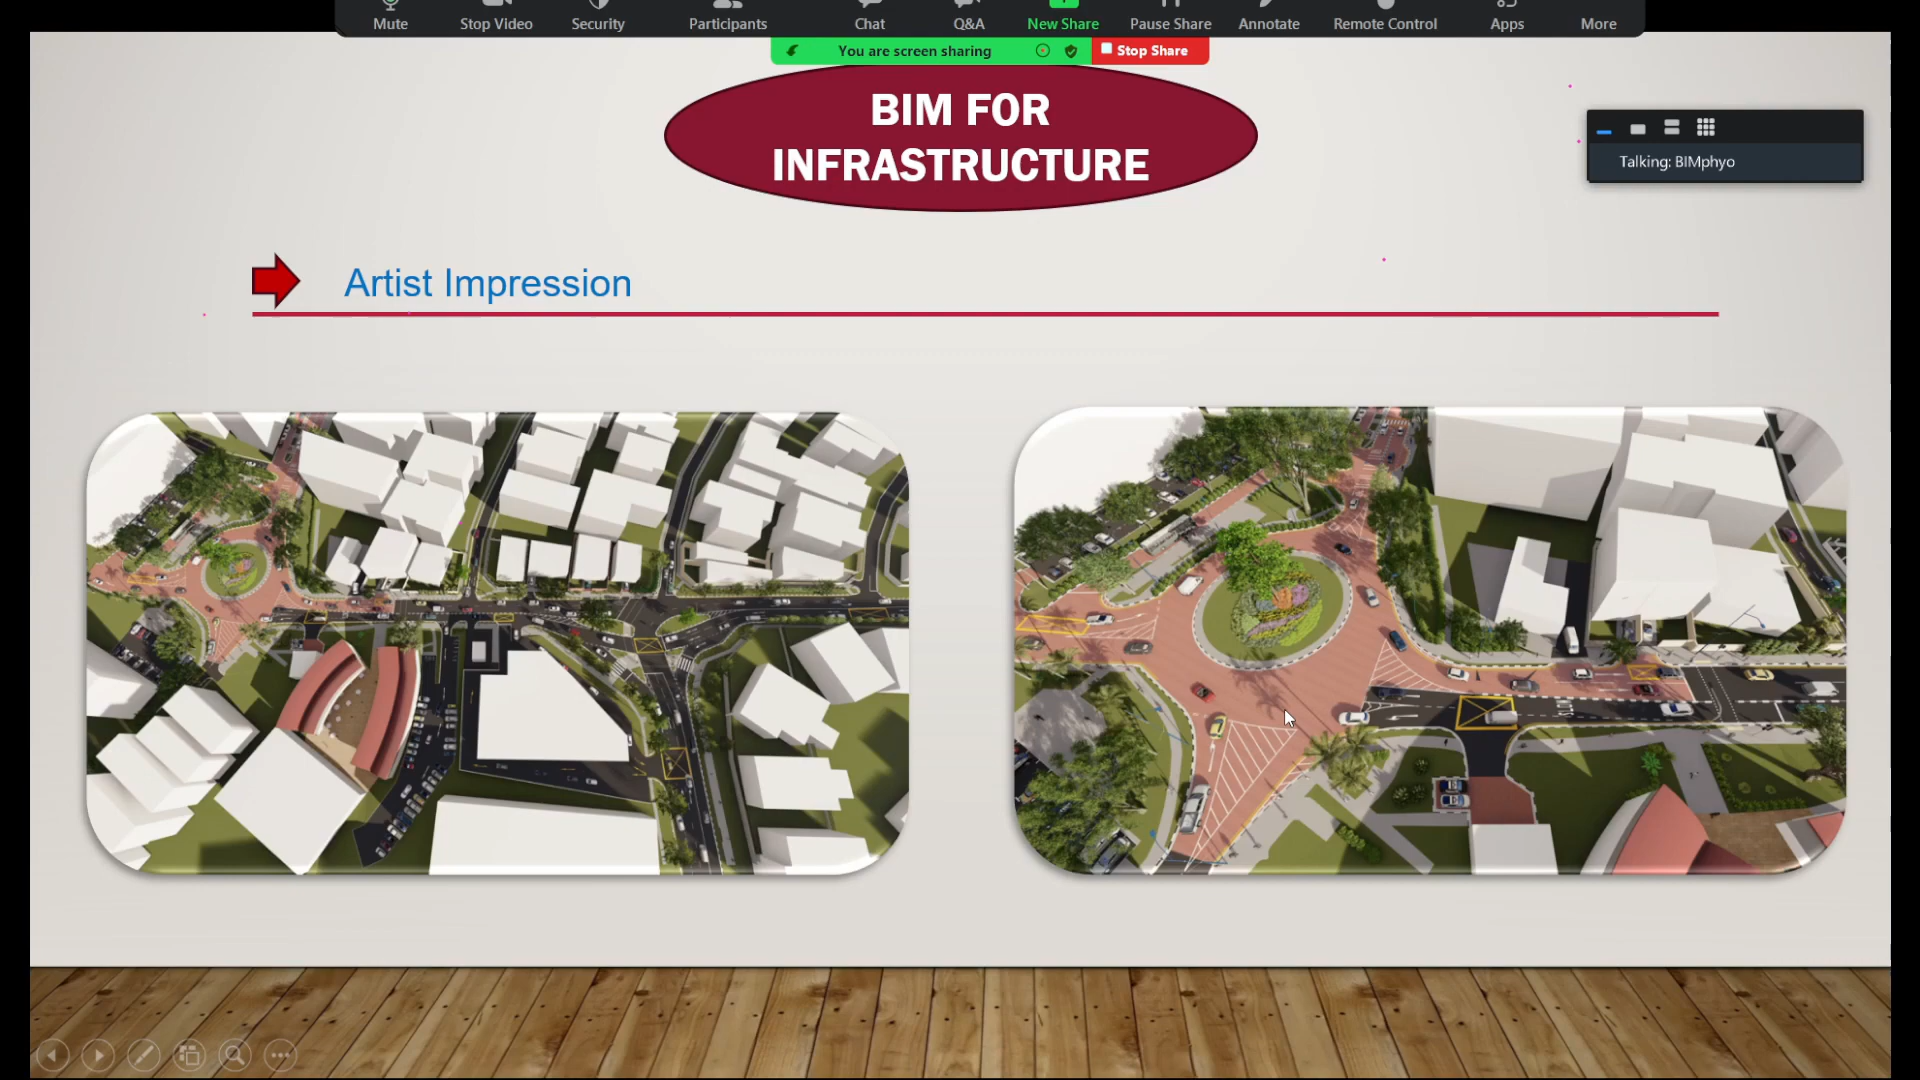 Mute
Stop Video
Security
Participants
Chat
Q&A
New Share
Pause Share
Annotate
Remote Control
Apps
More
You are screen sharing
Stop Share
BIM FOR
INFRASTRUCTURE
Talking: BIMphyo
Artist Impression